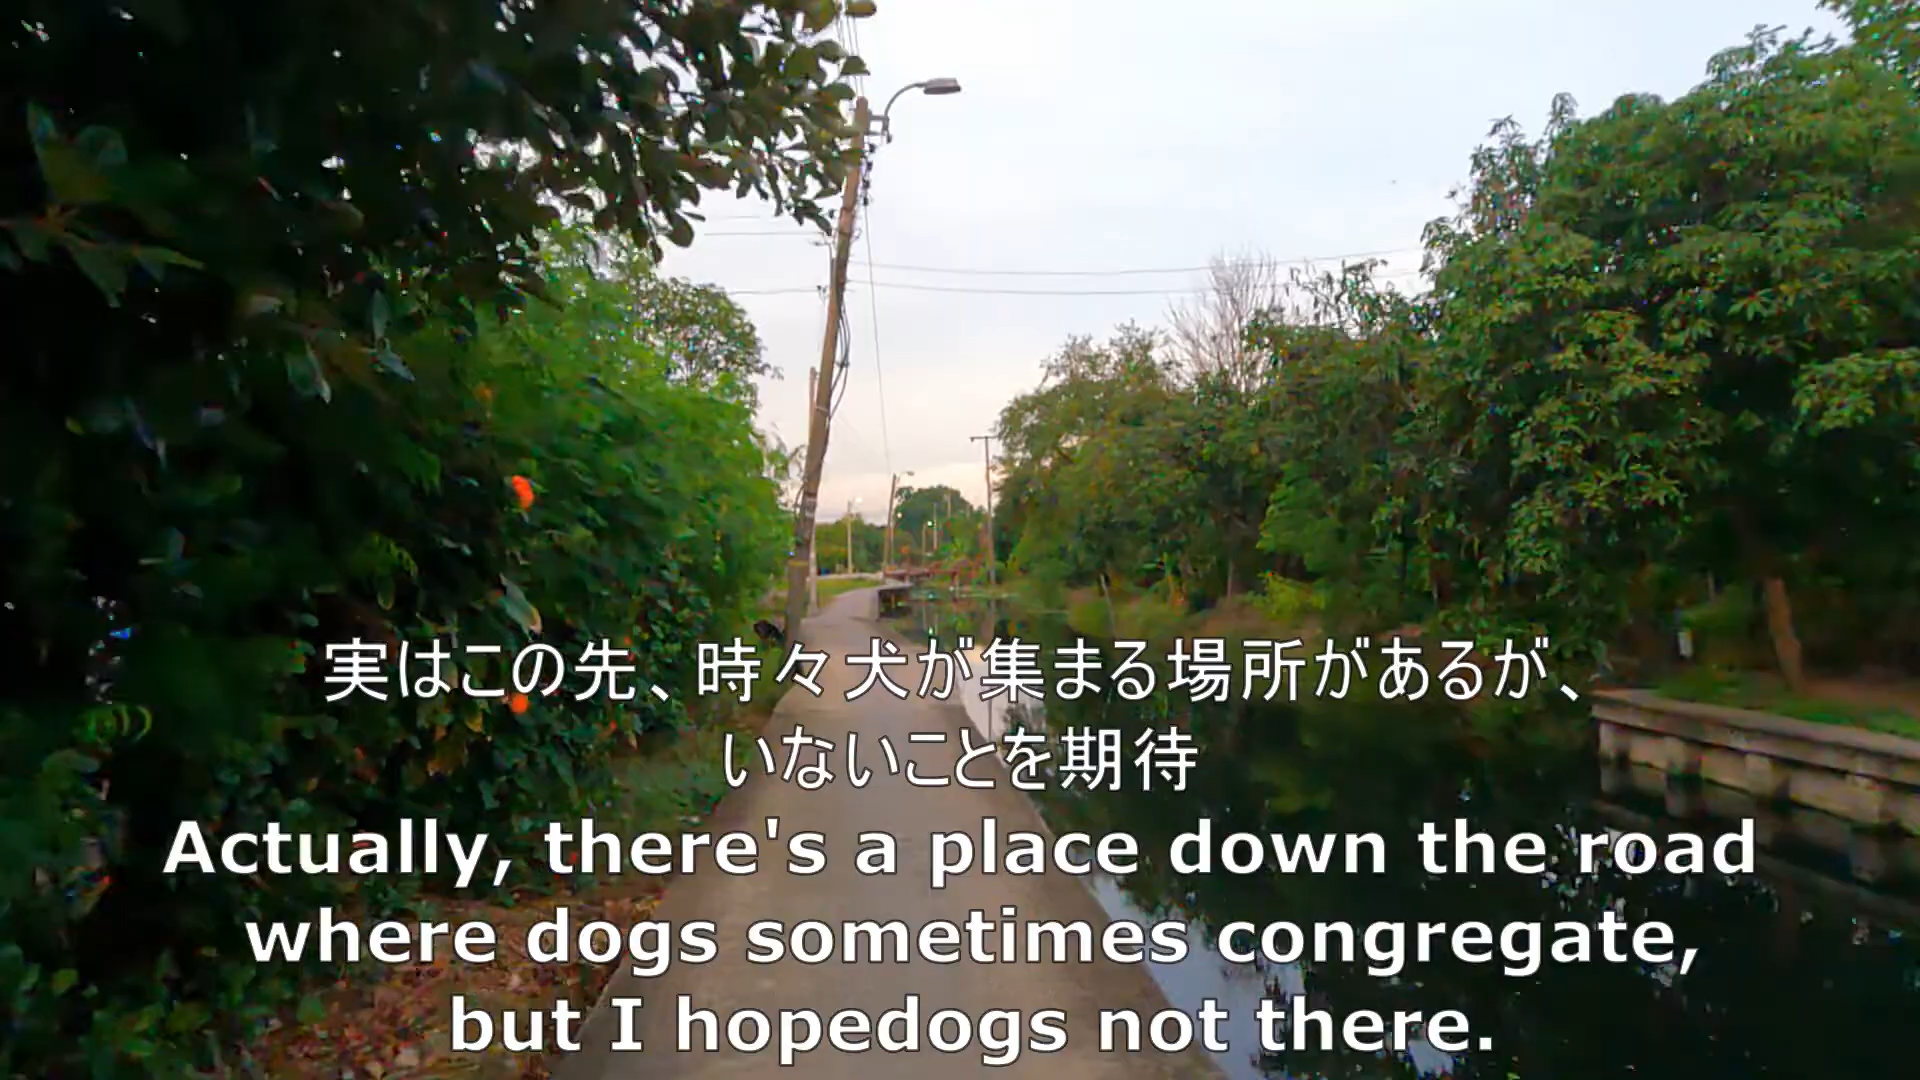 実はこの先、時々犬が集まる場所があるが、
いないことを期待
Actually, there's a place down the road
where dogs sometimes congregate,
but I hopedogs not there.